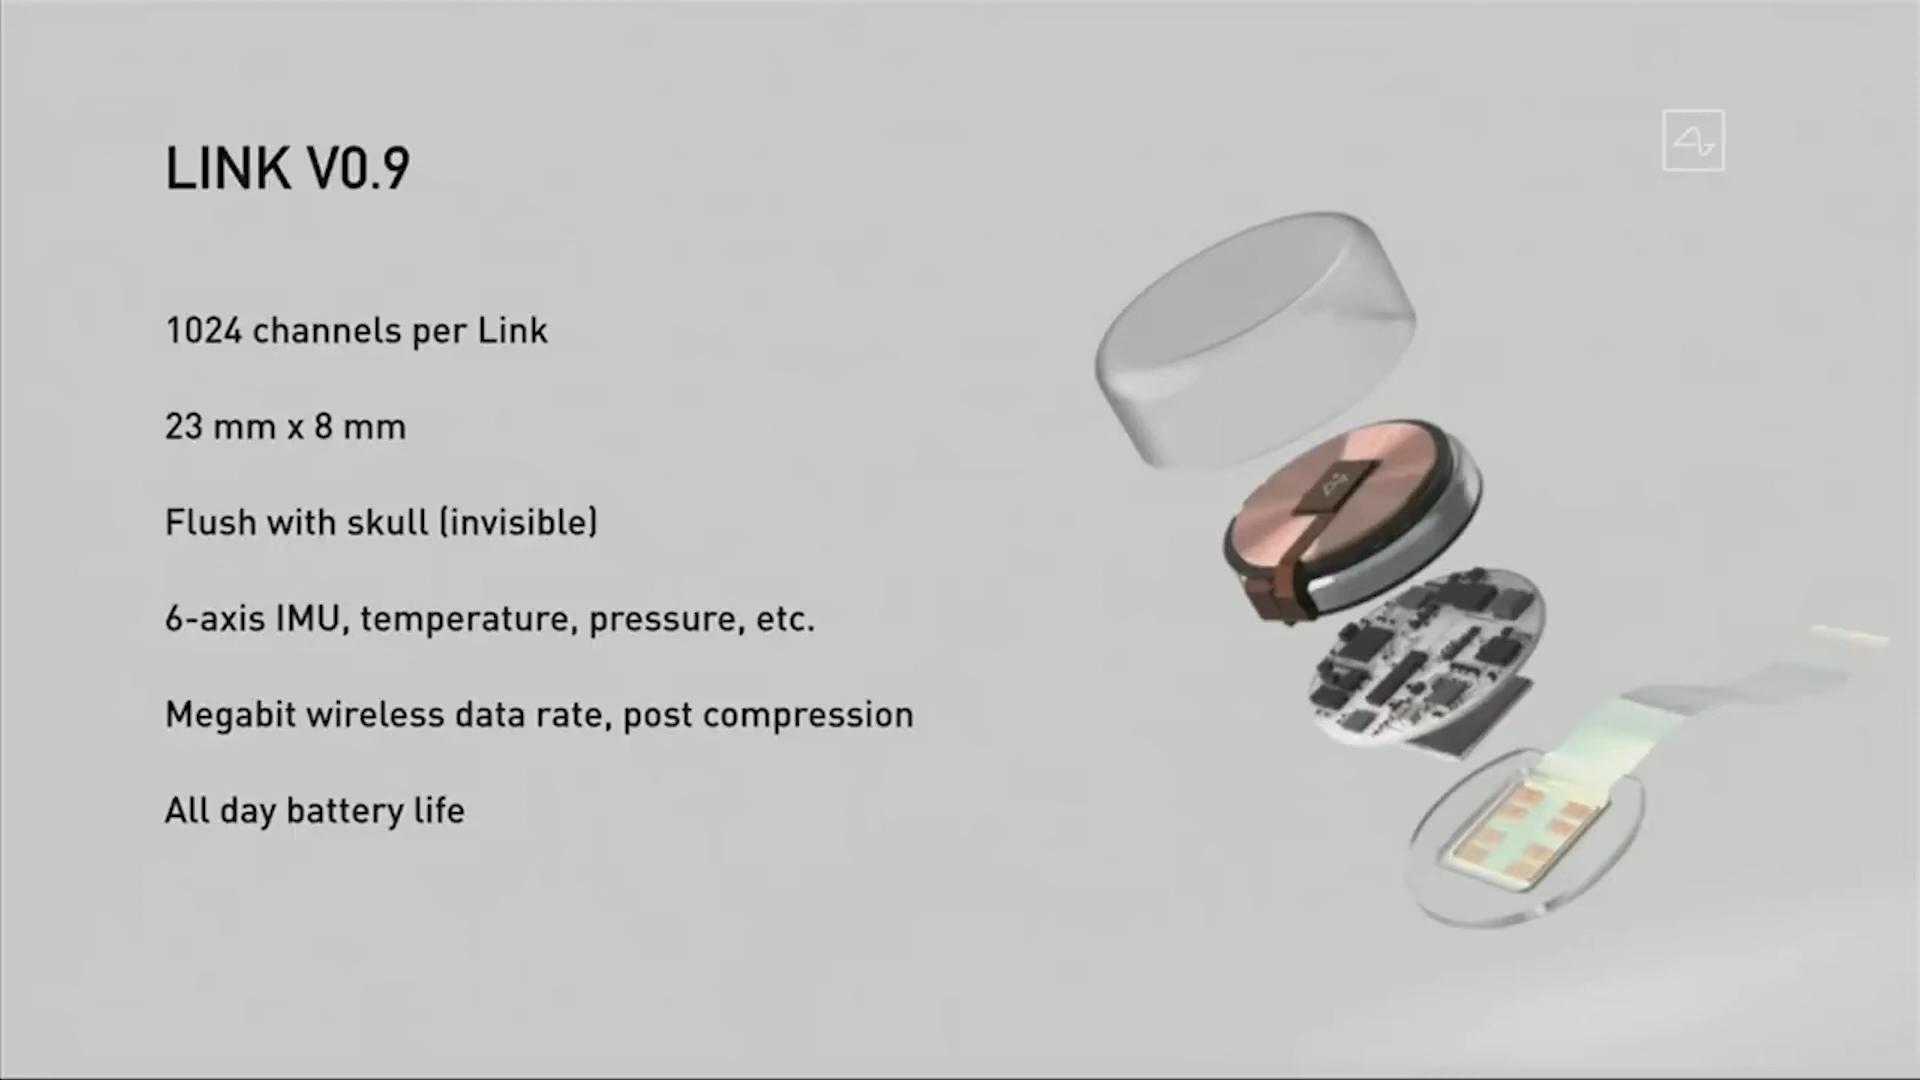 LINK V0.9
1024 channels per Link
23 mm x 8 mm
Flush with skull (invisible)
6-axis IMU, temperature, pressure, etc.
Megabit wireless data rate, post compression
All day battery life